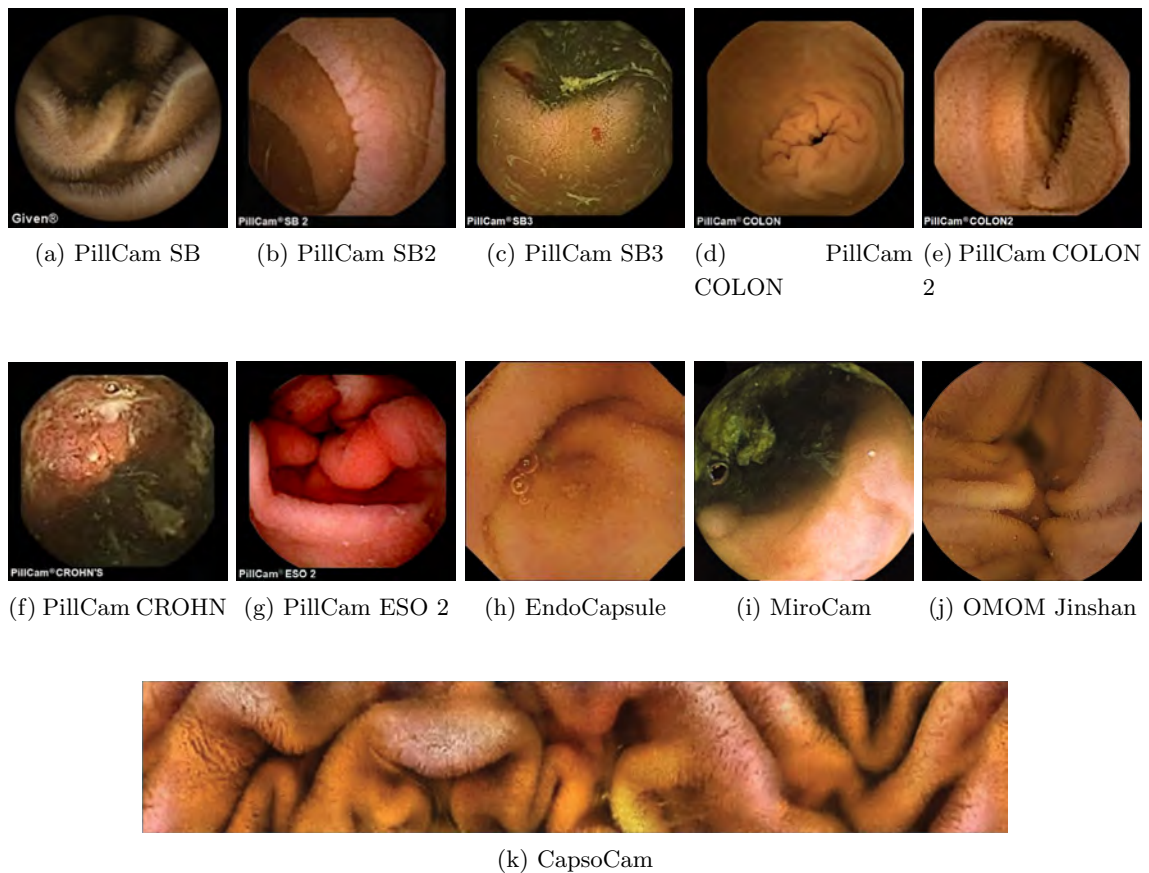 Given®
PillCam®SB 2
PillCam®SB3
PillCam®COLON
PillCam®COLON2
(a) PillCam SB
(b) PillCam SB2
(c) PillCam SB3
(d) PillCam
COLON
(e) PillCam COLON
2
PillCam®CROHN'S
PillCam®ESO 2
(f) PillCam CROHN
(g) PillCam ESO 2
(h) EndoCapsule
(i) MiroCam
(j) OMOM Jinshan
(k) CapsoCam